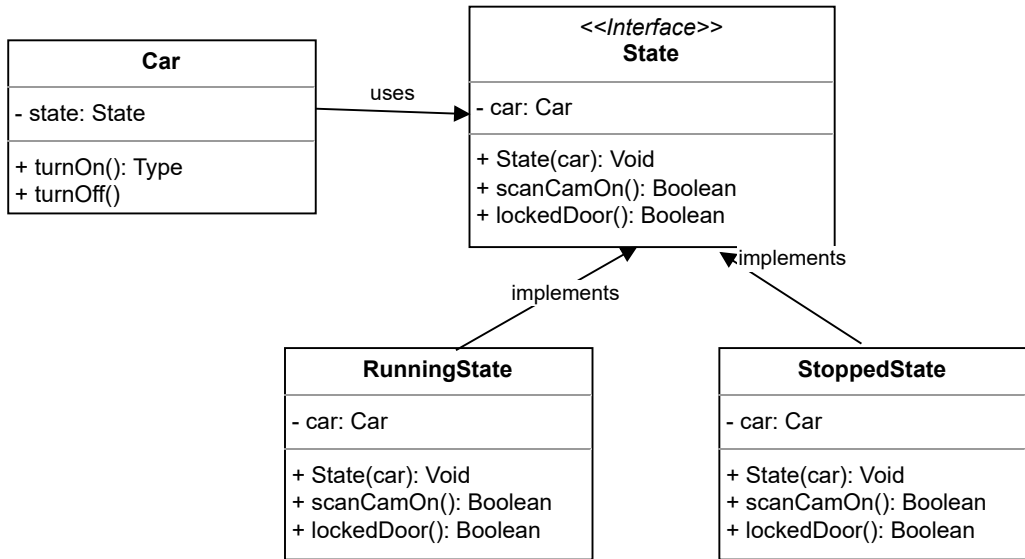 Car
- state: State
+ turnOn(): Type
+ turnOff()
uses
<<Interface>>
State
- car: Car
+ State(car): Void
+ scanCamOn(): Boolean
+ lockedDoor(): Boolean
implements
implements
RunningState
- car: Car
+ State(car): Void
+ scanCamOn(): Boolean
+ lockedDoor(): Boolean
StoppedState
- car: Car
+ State(car): Void
+ scanCamOn(): Boolean
+ lockedDoor(): Boolean